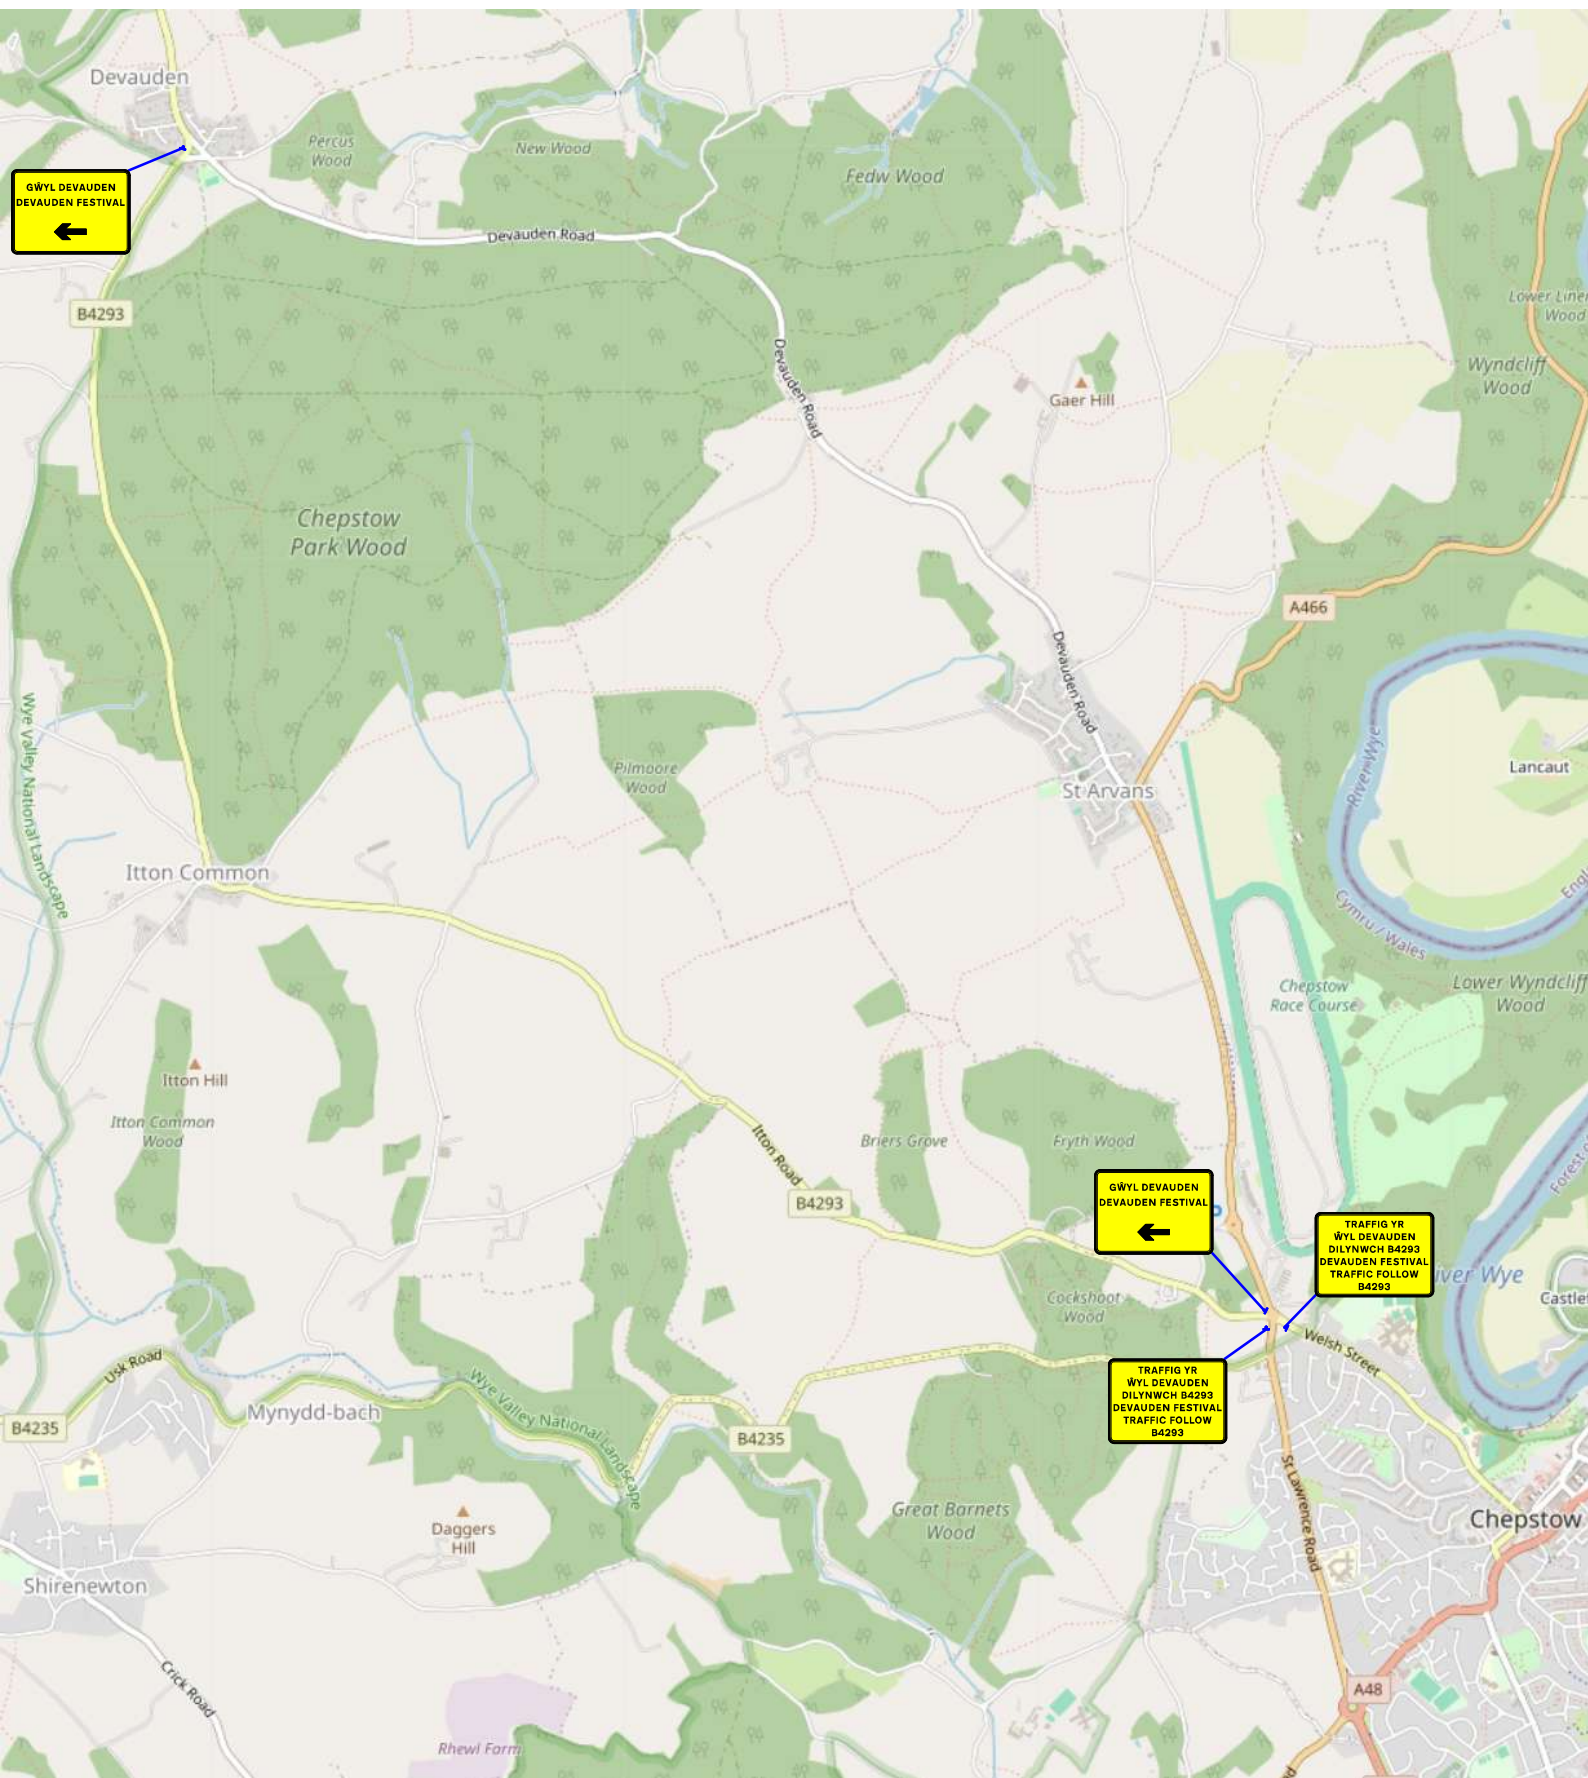 Devauden
Percus
Wood
New Wood
Fedw Wood
GŴYL DEVAUDEN
DEVAUDEN FESTIVAL
Devauden Road
B4293
Lower Liner
Wood
Devauden Road
Wyndcliff
Wood
Gaer Hill
Chepstow
Park Wood
A466
Devauden Road
Wye Valley National Landscape
River Wye
Pilmoore
Wood
Lancaut
St Arvans
Itton Common
Engl
Cymru / Wales
Chepstow
Race Course
Lower Wyndcliff
Wood
Itton Hill
Itton Common
Wood
Itton Road
Briers Grove
Fryth Wood
Forest o
B4293
GŴYL DEVAUDEN
DEVAUDEN FESTIVAL
P
TRAFFIG YR
ŴYL DEVAUDEN
DILYNWCH B4293
DEVAUDEN FESTIVAL
TRAFFIC FOLLOW
B4293
iver Wye
Castle
Cockshoot
Wood
Welsh Street
Usk Road
TRAFFIG YR
ŴYL DEVAUDEN
DILYNWCH B4293
DEVAUDEN FESTIVAL
TRAFFIC FOLLOW
B4293
Mynydd-bach
Wye Valley National Landscape
B4235
B4235
St Lawrence Road
Great Barnets
Wood
Chepstow
Daggers
Hill
Shirenewton
Crick Road
A48
Rhewl Farm